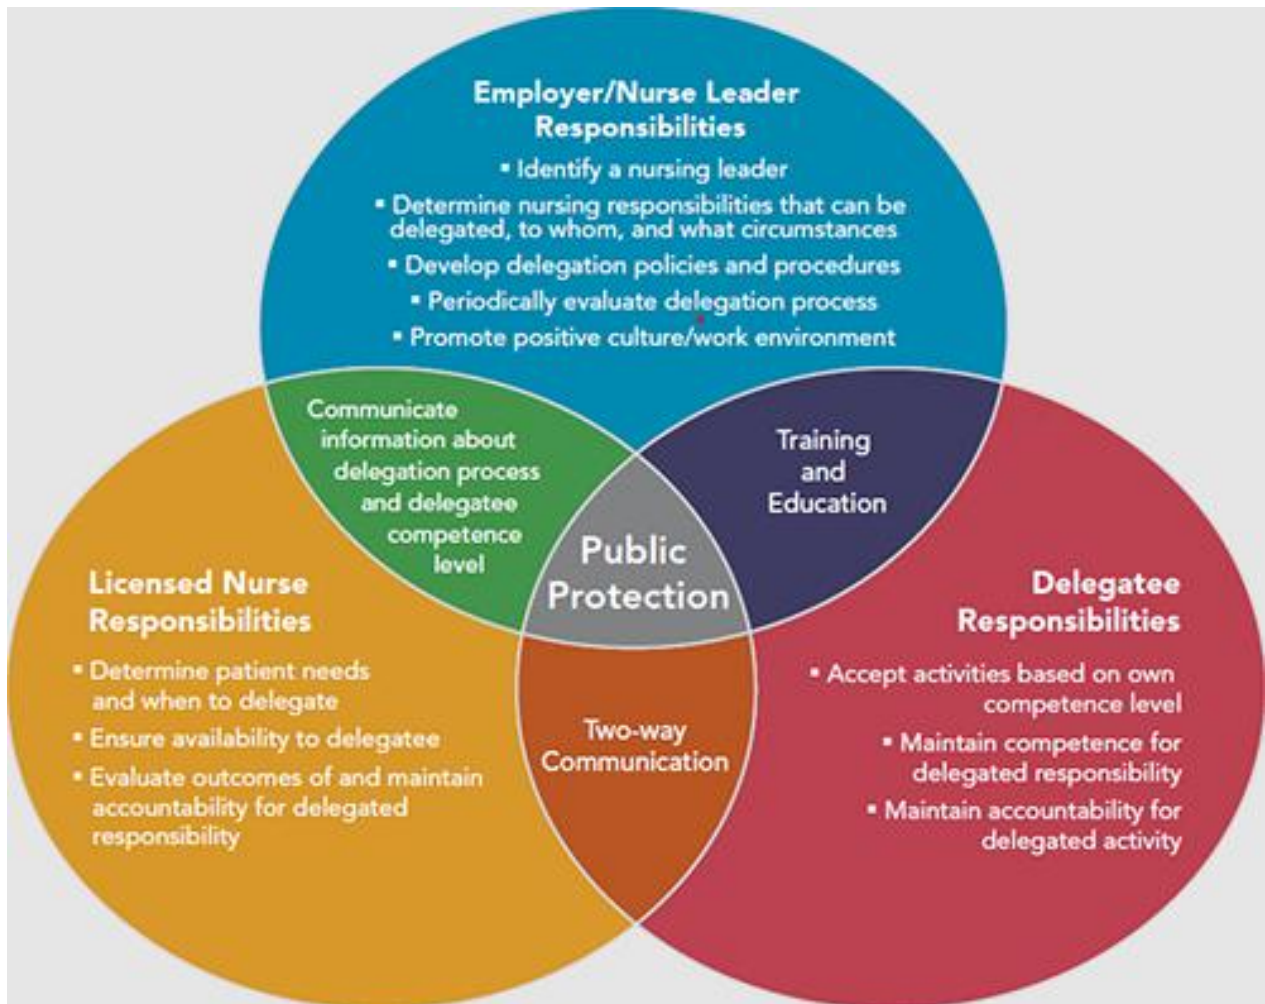 Employer/Nurse Leader
Responsibilities
▪ Identify a nursing leader
▪ Determine nursing responsibilities that can be
delegated, to whom, and what circumstances
▪ Develop delegation policies and procedures
▪ Periodically evaluate delegation process
▪ Promote positive culture/work environment
Communicate
information about
delegation process
and delegatee
competence
level
Training
and
Education
Public
Protection
Licensed Nurse
Responsibilities
▪ Determine patient needs
and when to delegate
▪ Ensure availability to delegatee
▪ Evaluate outcomes of and maintain
accountability for delegated
responsibility
Two-way
Communication
Delegatee
Responsibilities
▪ Accept activities based on own
competence level
▪ Maintain competence for
delegated responsibility
▪ Maintain accountability for
delegated activity